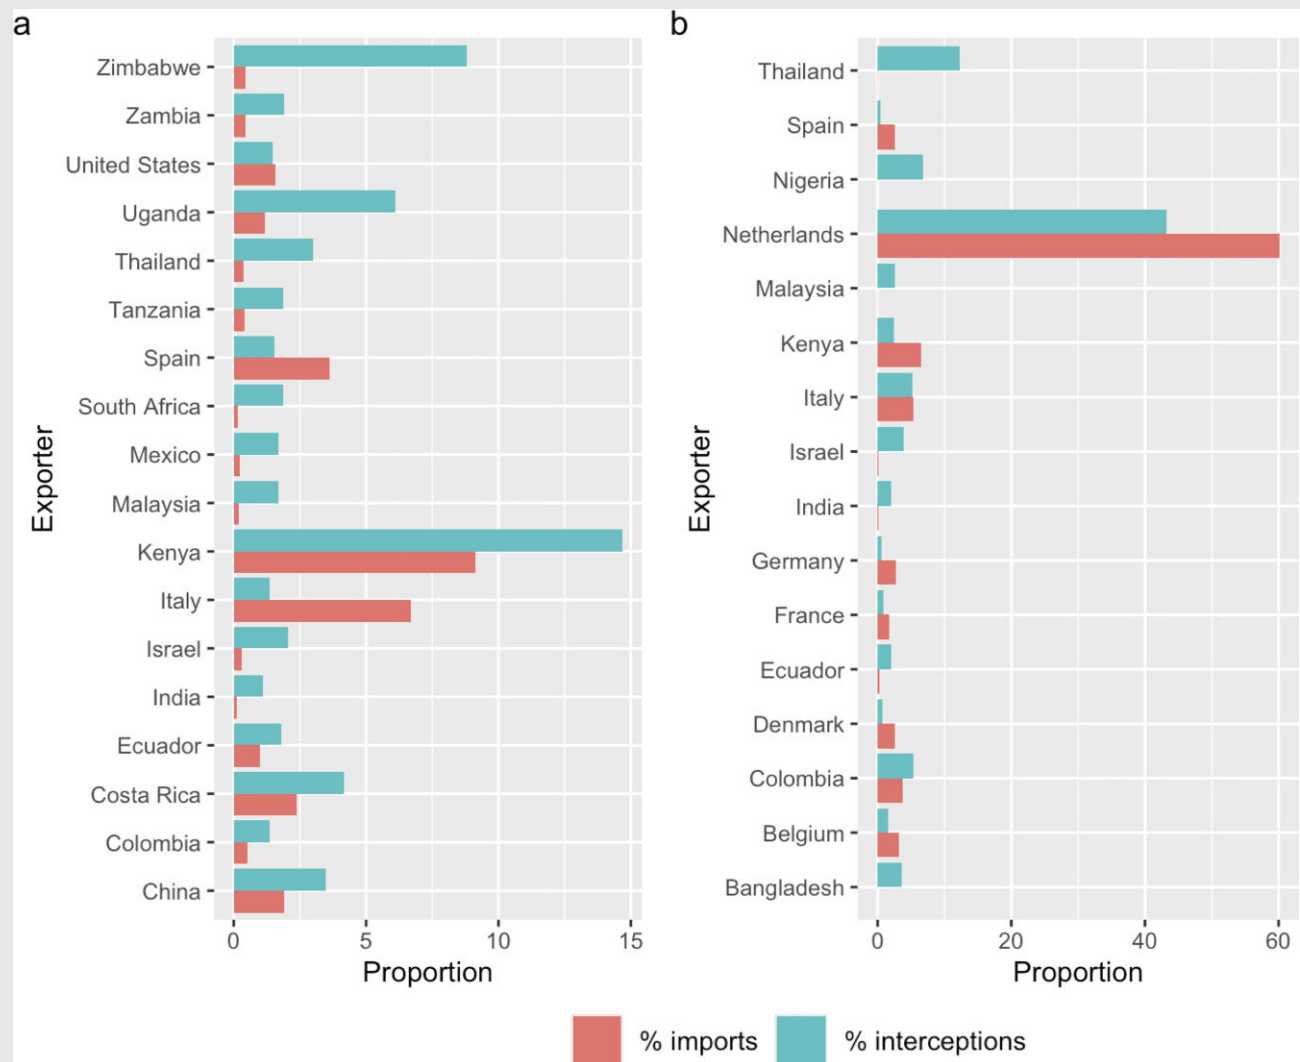 a
Zimbabwe
Zambia
United States
Uganda
Thailand
Tanzania
Spain
South Africa
Mexico
Malaysia
Kenya
Italy
Israel
India
Ecuador
Costa Rica
Colombia
China
Exporter
0 5 10 15
Proportion
b
Thailand
Spain
Nigeria
Netherlands
Malaysia
Kenya
Italy
Israel
India
Germany
France
Ecuador
Denmark
Colombia
Belgium
Bangladesh
Exporter
0 20 40 60
Proportion
% imports % interceptions